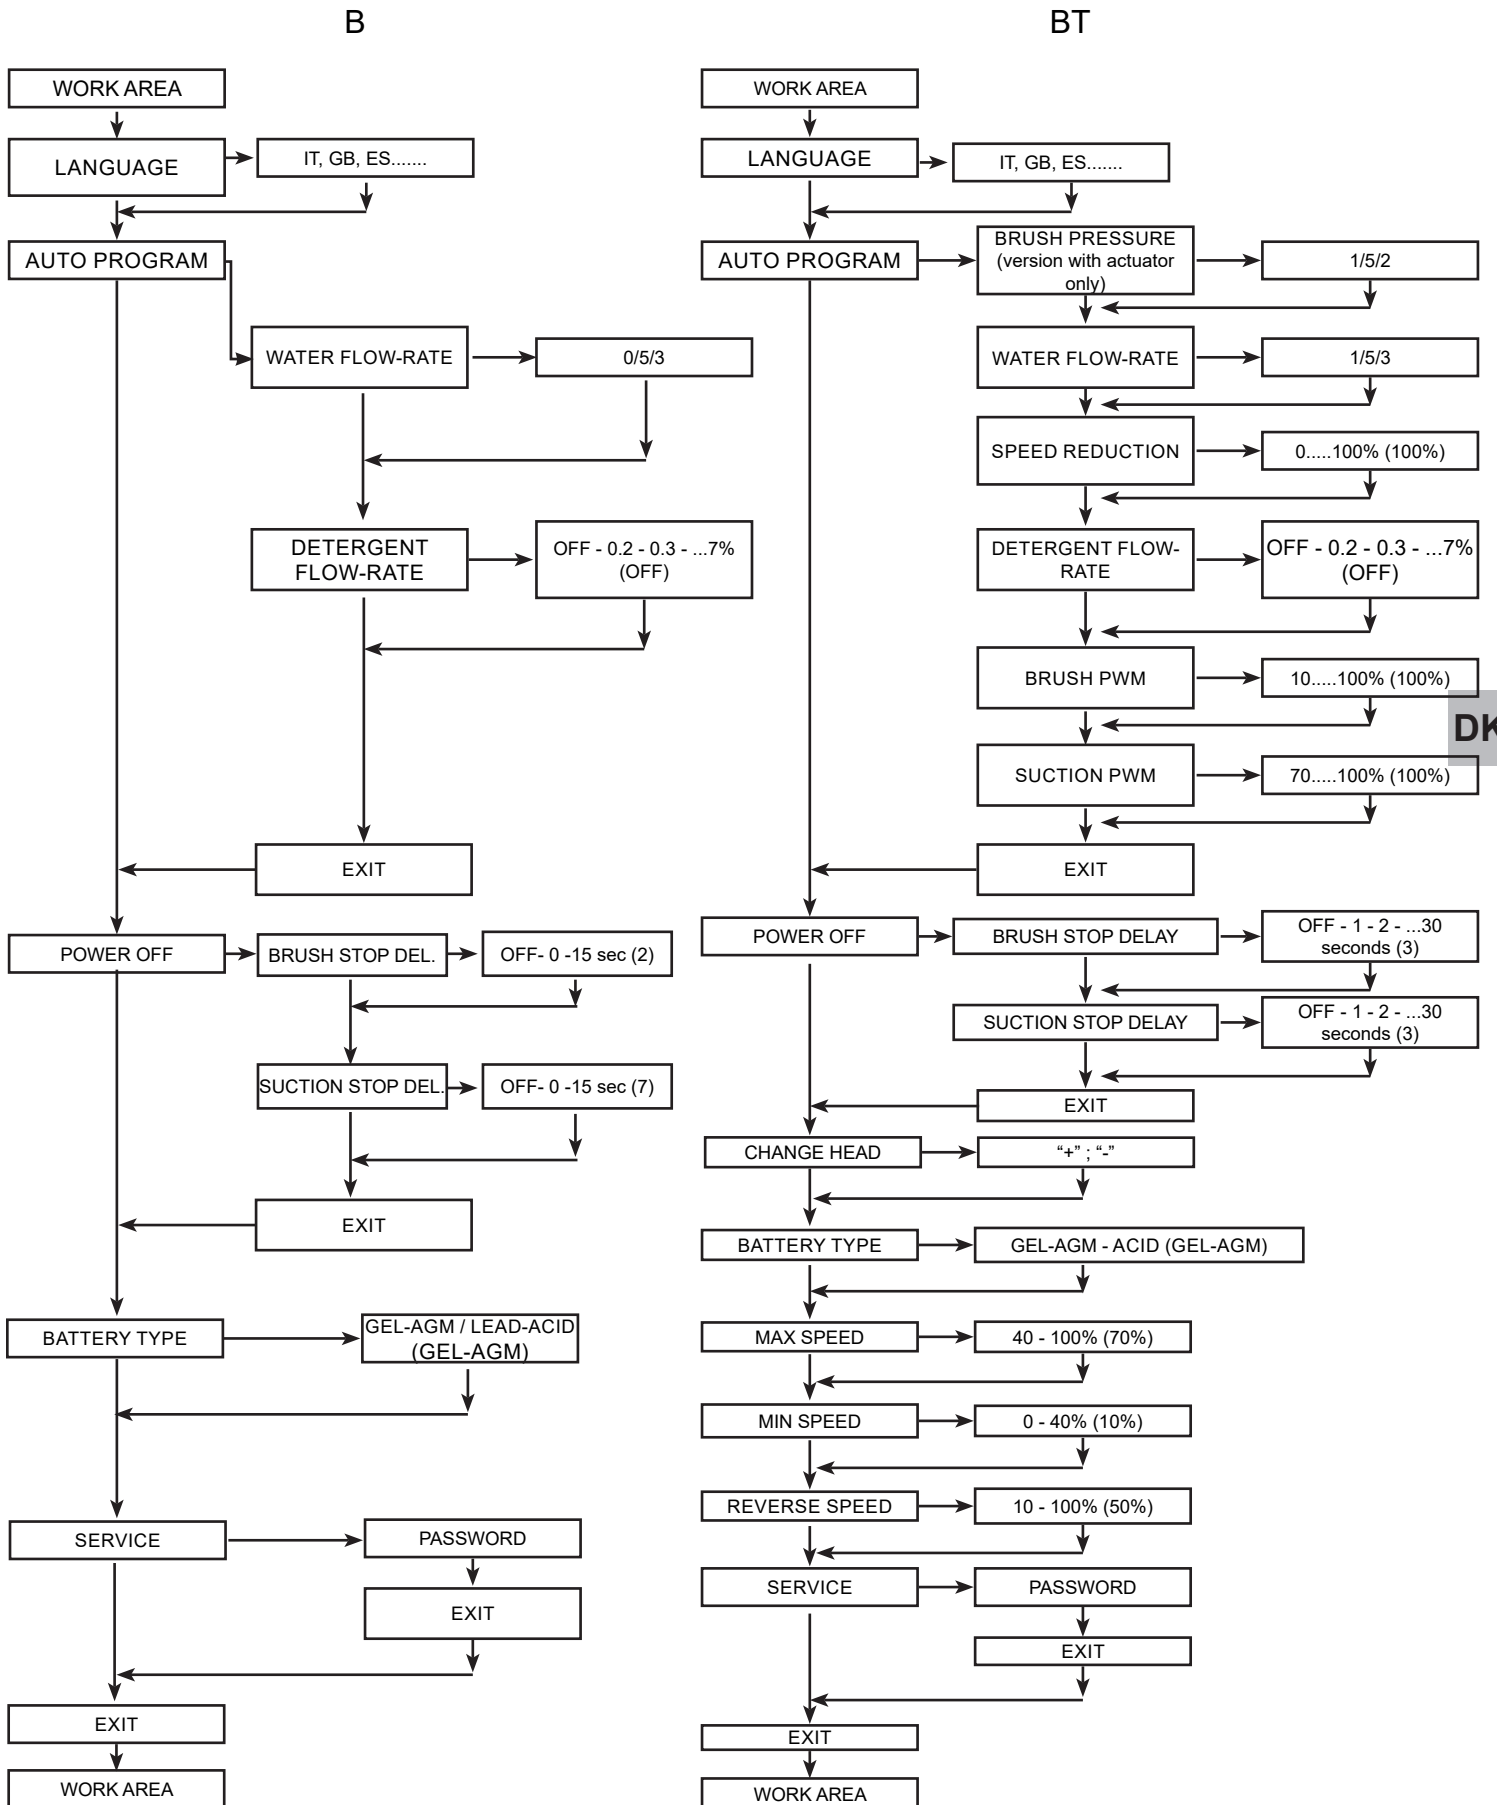 B
WORK AREA
LANGUAGE
IT, GB, ES.......
AUTO PROGRAM
WATER FLOW-RATE
0/5/3
DETERGENT
FLOW-RATE
OFF - 0.2 - 0.3 - ...7%
(OFF)
EXIT
POWER OFF
BRUSH STOP DEL.
OFF- 0 -15 sec (2)
SUCTION STOP DEL.
OFF- 0 -15 sec (7)
EXIT
BATTERY TYPE
GEL-AGM / LEAD-ACID
(GEL-AGM)
SERVICE
PASSWORD
EXIT
EXIT
WORK AREA
BT
WORK AREA
LANGUAGE
IT, GB, ES.......
AUTO PROGRAM
BRUSH PRESSURE
(version with actuator
only)
1/5/2
WATER FLOW-RATE
1/5/3
SPEED REDUCTION
0.....100% (100%)
DETERGENT FLOW-
RATE
OFF - 0.2 - 0.3 - ...7%
(OFF)
BRUSH PWM
10.....100% (100%)
SUCTION PWM
70.....100% (100%)
EXIT
POWER OFF
BRUSH STOP DELAY
OFF - 1 - 2 - ...30
seconds (3)
SUCTION STOP DELAY
OFF - 1 - 2 - ...30
seconds (3)
EXIT
CHANGE HEAD
“+” ; “-”
BATTERY TYPE
GEL-AGM - ACID (GEL-AGM)
MAX SPEED
40 - 100% (70%)
MIN SPEED
0 - 40% (10%)
REVERSE SPEED
10 - 100% (50%)
SERVICE
PASSWORD
EXIT
EXIT
WORK AREA
DK